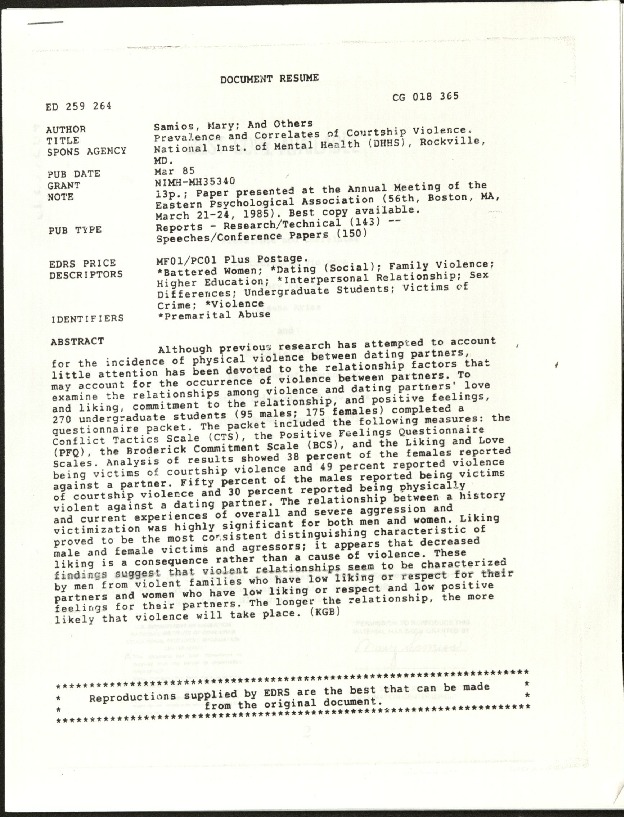 DOCUMENT RESUME
ED 259 264
CG 018 365
AUTHOR Samios, Mary; And Others
TITLE Prevalence and Correlates of Courtship Violence.
SPONS AGENCY National Inst. of Mental Health (DHHS), Rockville,
MD.
PUB DATE Mar 85
GRANT NIMH-MH35340
NOTE 13p.; Paper presented at the Annual Meeting of the
Eastern Psychological Association (56th, Boston, MA,
March 21-24, 1985). Best copy available.
PUB TYPE Reports - Research/Technical (143) --
Speeches/Conference Papers (150)
EDRS PRICE MF01/PC01 Plus Postage.
DESCRIPTORS *Battered Women; *Dating (Social); Family Violence;
Higher Education; *Interpersonal Relationship; Sex
Differences; Undergraduate Students; Victims of
Crime; *Violence
IDENTIFIERS *Premarital Abuse
ABSTRACT
Although previous research has attempted to account
for the incidence of physical violence between dating partners,
little attention has been devoted to the relationship factors that
may account for the occurrence of violence between partners. To
examine the relationships among violence and dating partners' love
and liking, commitment to the relationship, and positive feelings,
270 undergraduate students (95 males; 175 females) completed a
questionnaire packet. The packet included the following measures: the
Conflict Tactics Scale (CTS), the Positive Feelings Questionnaire
(PFQ), the Broderick Commitment Scale (BCS), and the Liking and Love
Scales. Analysis of results showed 38 percent of the females reported
being victims of courtship violence and 49 percent reported violence
against a partner. Fifty percent of the males reported being victims
of courtship violence and 30 percent reported being physically
violent against a dating partner. The relationship between a history
and current experiences of overall and severe aggression and
victimization was highly significant for both men and women. Liking
proved to be the most consistent distinguishing characteristic of
male and female victims and agressors; it appears that decreased
liking is a consequence rather than a cause of violence. These
findings suggest that violent relationships seem to be characterized
by men from violent families who have low liking or respect for their
partners and women who have low liking or respect and low positive
feelings for their partners. The longer the relationship, the more
likely that violence will take place. (KGB)
***********************************************************************
* Reproductions supplied by EDRS are the best that can be made *
* from the original document. *
***********************************************************************